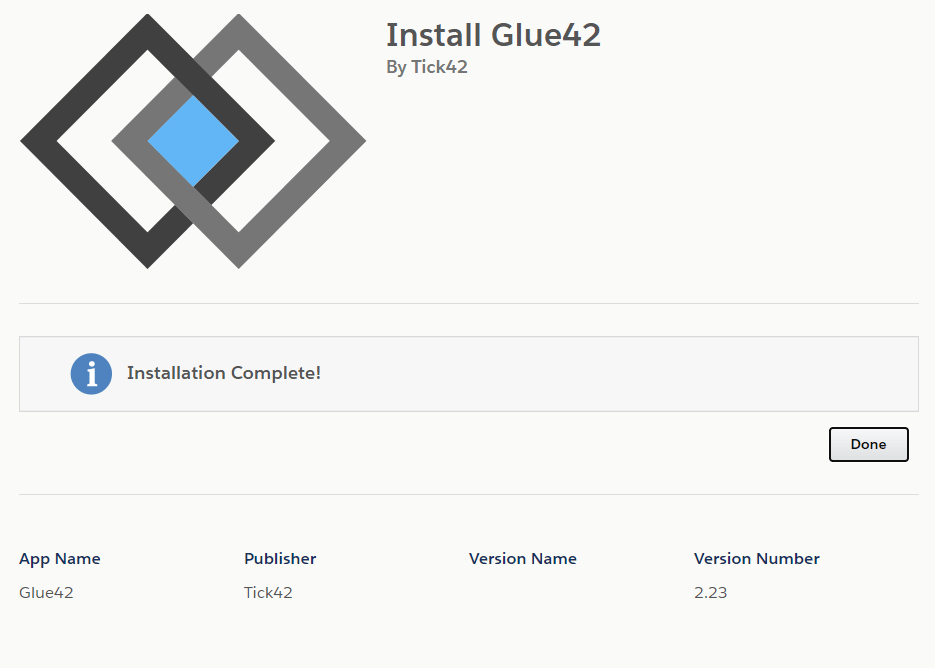 Install Glue42
By Tick42
Installation Complete!
Done
App Name Publisher Version Name Version Number
Glue42 Tick42 2.23